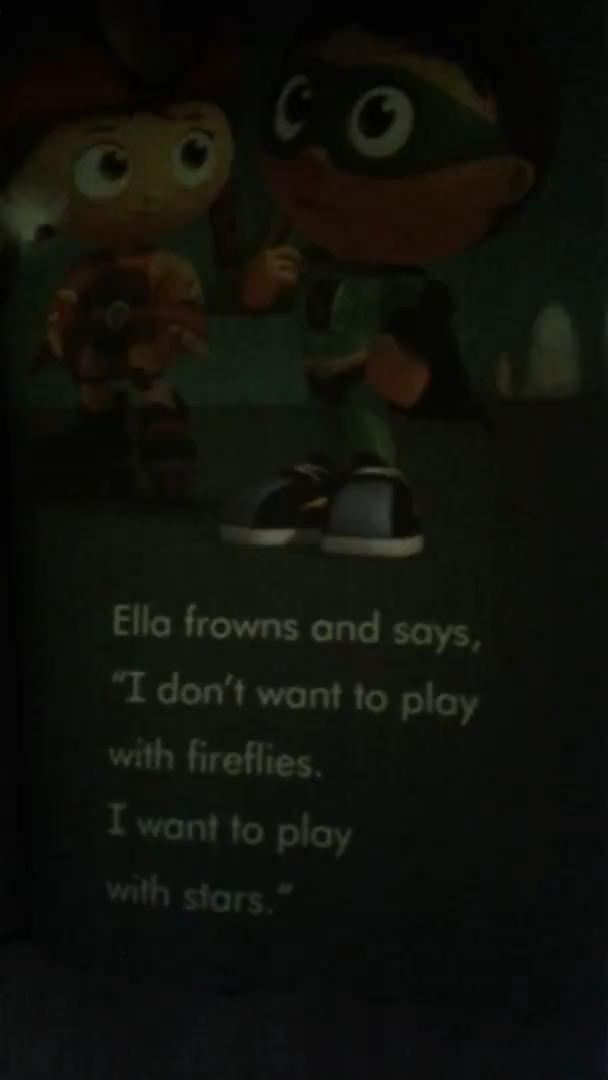 Ella frowns and says,
"I don't want to play
with fireflies.
I want to play
with stars."